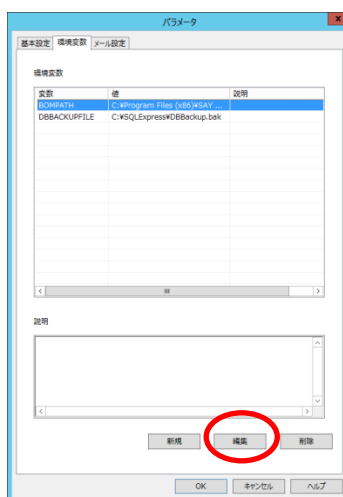 パラメータ
x
基本設定 環境変数 メール設定
環境変数
変数 値 説明
BOMPATH C:¥Program Files (x86)¥SAY ...
DBBACKUPFILE C:¥SQLExpress¥DBBackup.bak
説明
新規 編集 削除
OK キャンセル ヘルプ